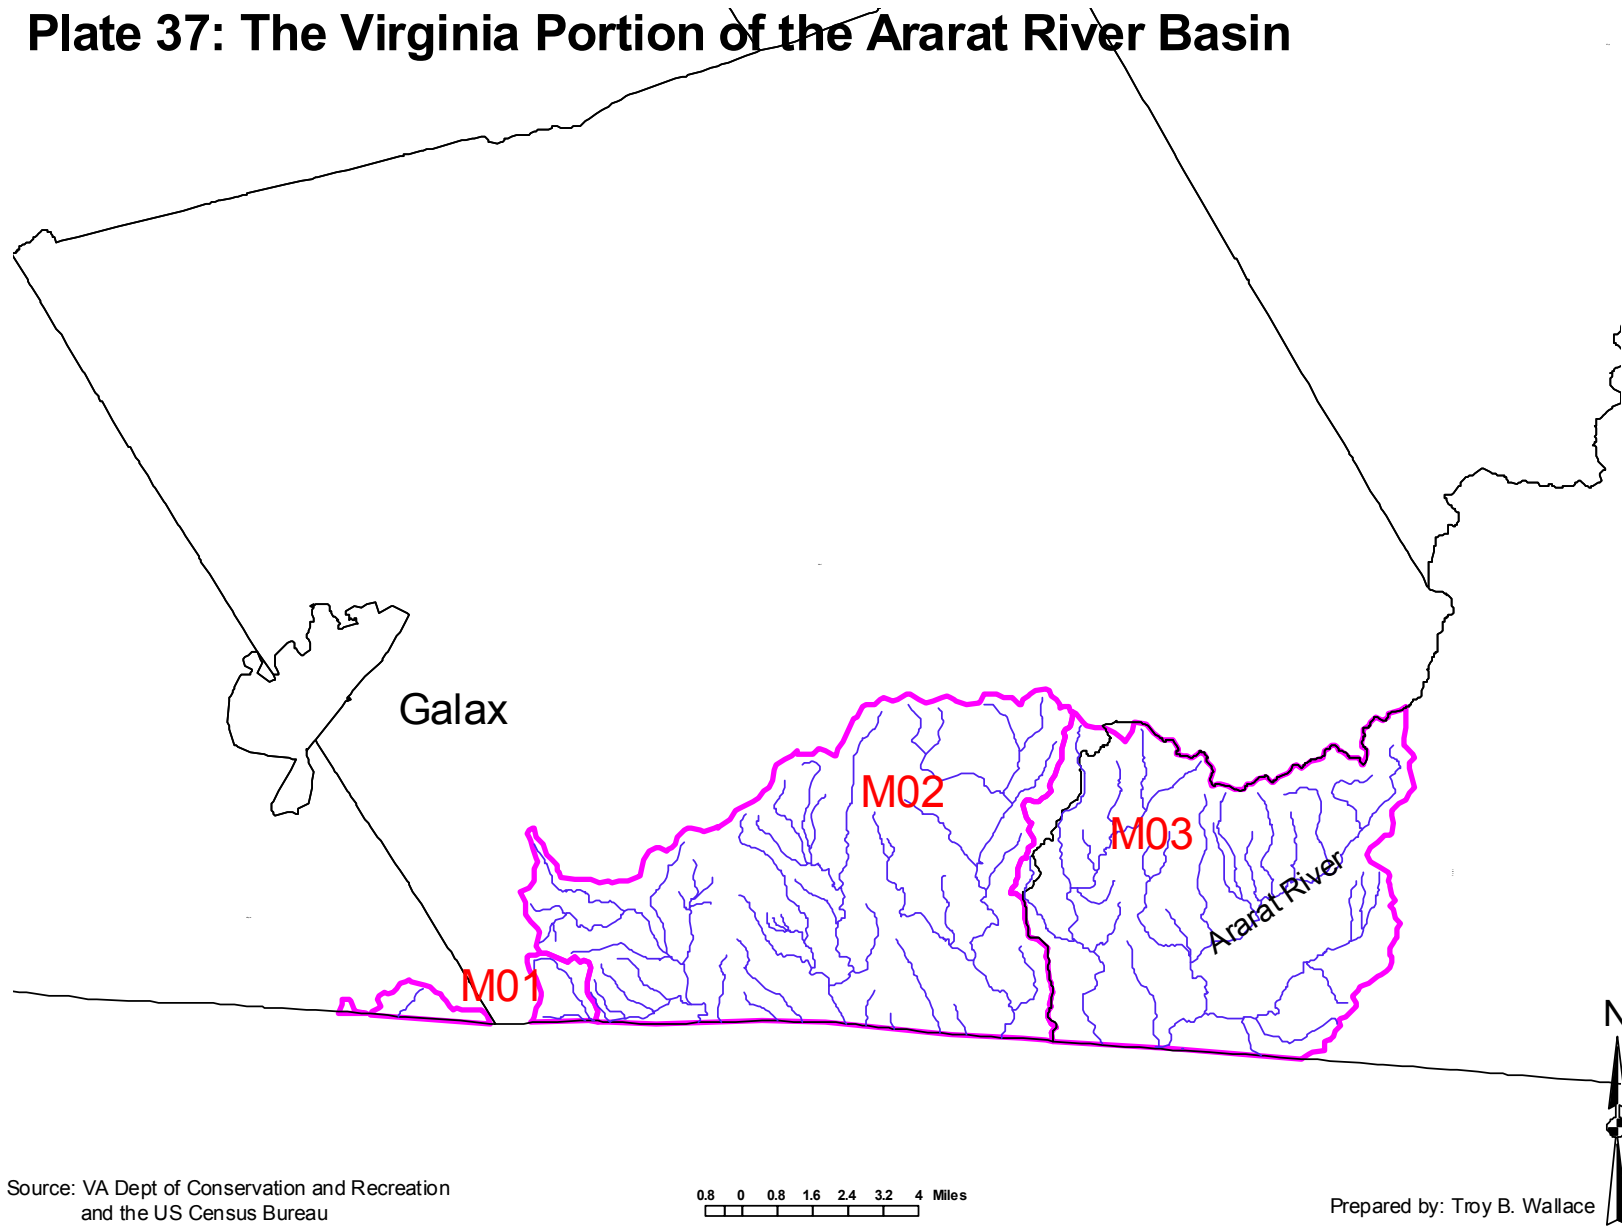 Plate 37: The Virginia Portion of the Ararat River Basin
Galax
M02
M03
Ararat River
M01
N
Source: VA Dept of Conservation and Recreation
and the US Census Bureau
0.8 0 0.8 1.6 2.4 3.2 4 Miles
Prepared by: Troy B. Wallace